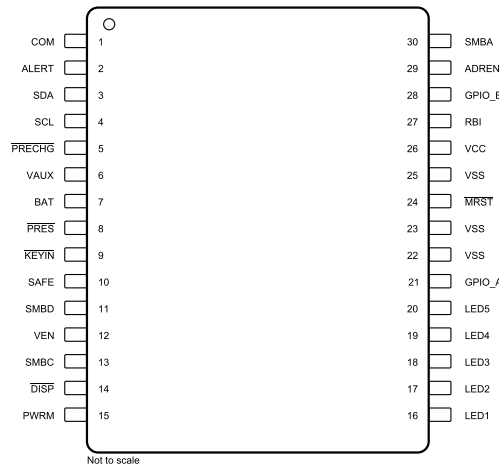 COM 1 30 SMBA
ALERT 2 29 ADREN
SDA 3 28
SCL 4 27 RBI
PRECHG 5 26 VCC
VAUX 6 25 VSS
BAT 7 24 MRST
PRES 8 23 VSS
KEYIN 9 22 VSS
SAFE 10 21 GPIO_A
SMBD 11 20 LED5
VEN 12 19 LED4
SMBC 13 18 LED3
DISP 14 17 LED2
PWRM 15 16 LED1
Not to scale